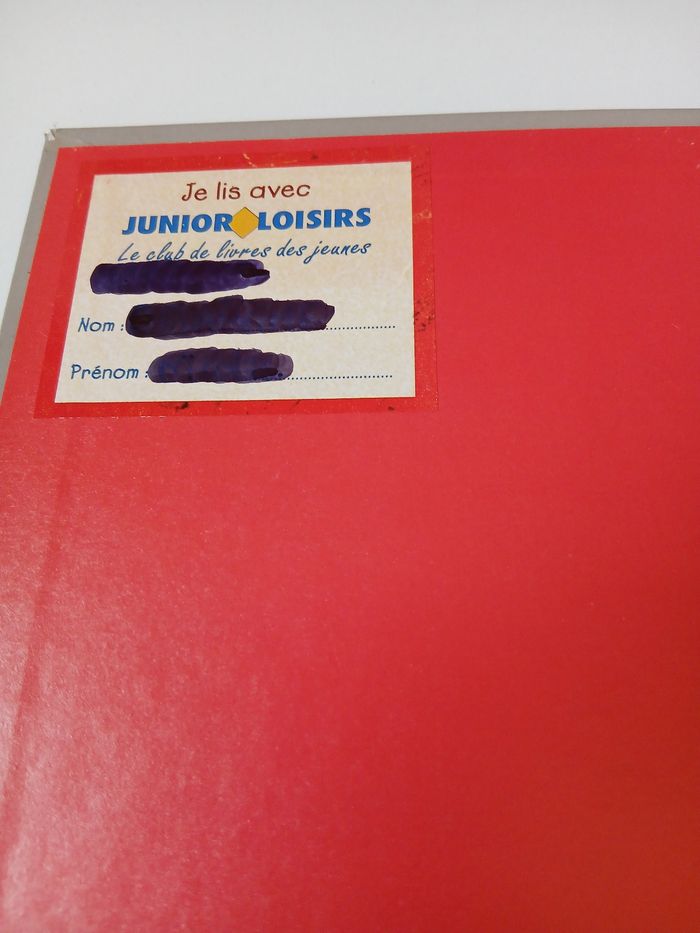 Je lis avec
JUNIOR LOISIRS
Le club de livres des jeunes
Nom :
Prénom :